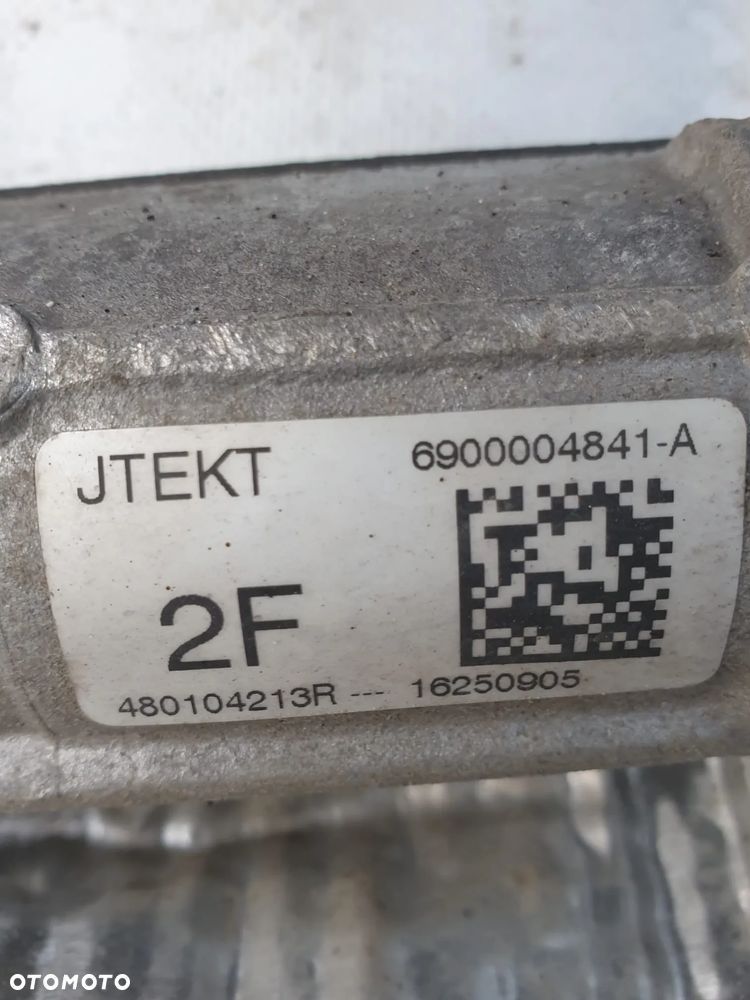 JTEKT 6900004841-A
2F
480104213R --- 16250905
OTOMOTO